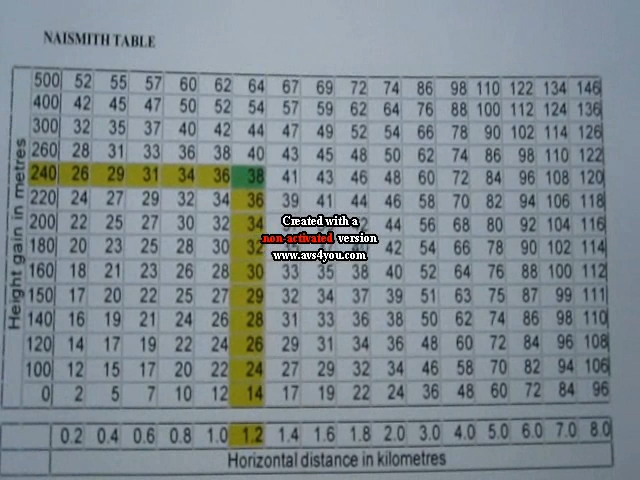 NAISMITH TABLE
Height gain in metres
500 52 55 57 60 62 64 67 69 72 74 86 98 110 122 134 146
400 42 45 47 50 52 54 57 59 62 64 76 88 100 112 124 136
300 32 35 37 40 42 44 47 49 52 54 66 78 90 102 114 126
260 28 31 33 36 38 40 43 45 48 50 62 74 86 98 110 122
240 26 29 31 34 36 38 41 43 46 48 60 72 84 96 108 120
220 24 27 29 32 34 36 39 41 44 46 58 70 82 94 106 118
200 22 25 27 30 32 34 44 56 68 80 92 104 116
180 20 23 25 28 30 32 42 54 66 78 90 102 114
160 18 21 23 26 28 30 33 35 38 40 52 64 76 88 100 112
150 17 20 22 25 27 29 32 34 37 39 51 63 75 87 99 111
140 16 19 21 24 26 28 31 33 36 38 50 62 74 86 98 110
120 14 17 19 22 24 26 29 31 34 36 48 60 72 84 96 108
100 12 15 17 20 22 24 27 29 32 34 46 58 70 82 94 106
0 2 5 7 10 12 14 17 19 22 24 36 48 60 72 84 96
0.2 0.4 0.6 0.8 1.0 1.2 1.4 1.6 1.8 2.0 3.0 4.0 5.0 6.0 7.0 8.0
Horizontal distance in kilometres
Created with a
non-activated version
www.avs4you.com